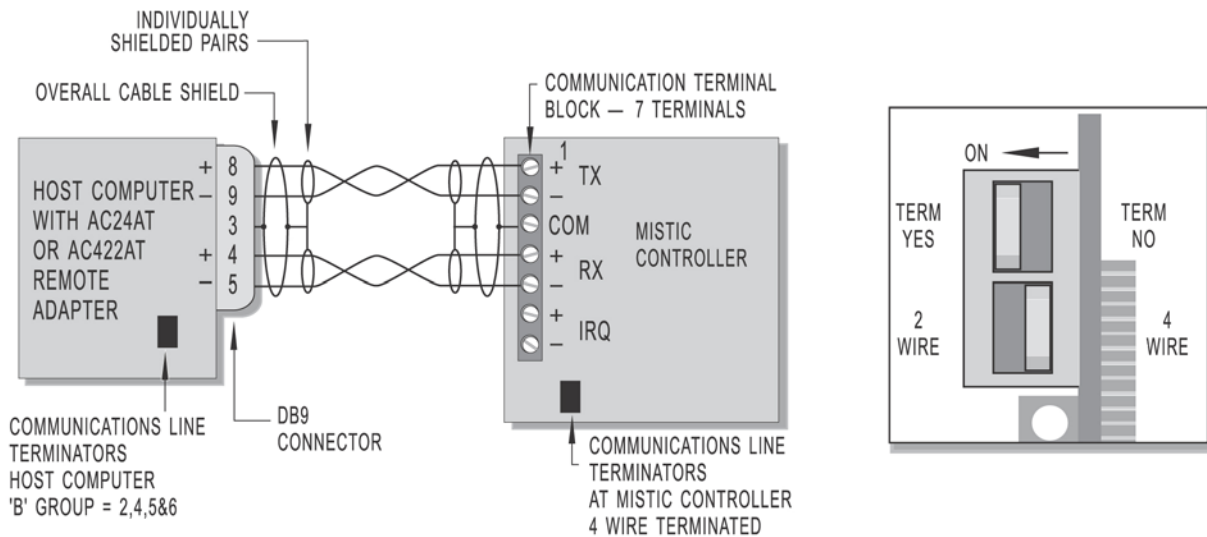 INDIVIDUALLY
SHIELDED PAIRS
OVERALL CABLE SHIELD
COMMUNICATION TERMINAL
BLOCK — 7 TERMINALS
HOST COMPUTER
WITH AC24AT
OR AC422AT
REMOTE
ADAPTER
+ 8
− 9
3
+ 4
− 5
1
+
TX
−
COM
+
RX
−
+
IRQ
−
MISTIC
CONTROLLER
COMMUNICATIONS LINE
TERMINATORS
HOST COMPUTER
'B' GROUP = 2,4,5&6
DB9
CONNECTOR
COMMUNICATIONS LINE
TERMINATORS
AT MISTIC CONTROLLER
4 WIRE TERMINATED
ON
TERM
YES
TERM
NO
2
WIRE
4
WIRE